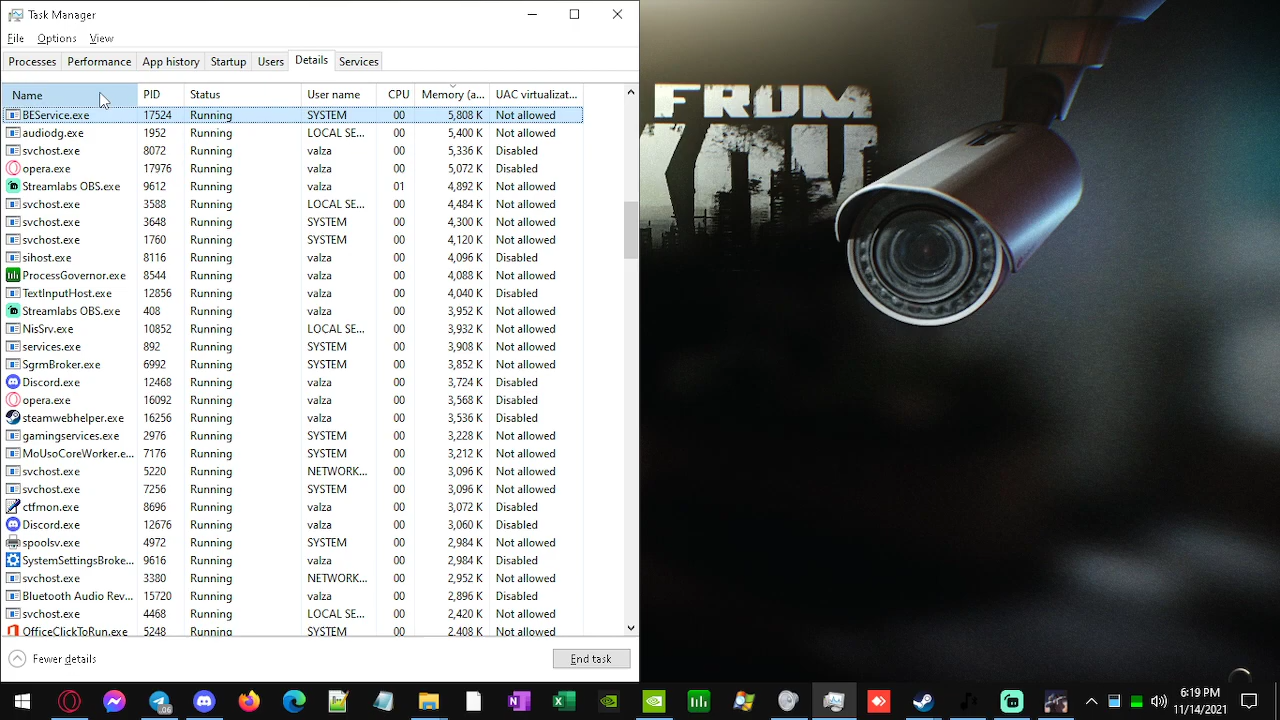 Task Manager
File Options View
Processes Performance App history Startup Users Details Services
Name PID Status User name CPU Memory (a... UAC virtualizat...
BEService.exe 17524 Running SYSTEM 00 5,808 K Not allowed
audiodg.exe 1952 Running LOCAL SE... 00 5,400 K Not allowed
svchost.exe 8072 Running valza 00 5,336 K Disabled
opera.exe 17976 Running valza 00 5,072 K Disabled
Streamlabs OBS.exe 9612 Running valza 01 4,892 K Not allowed
svchost.exe 3588 Running LOCAL SE... 00 4,484 K Not allowed
svchost.exe 3648 Running SYSTEM 00 4,300 K Not allowed
svchost.exe 1760 Running SYSTEM 00 4,120 K Not allowed
sihost.exe 8116 Running valza 00 4,096 K Disabled
ProcessGovernor.exe 8544 Running valza 00 4,088 K Not allowed
TextInputHost.exe 12856 Running valza 00 4,040 K Disabled
Streamlabs OBS.exe 408 Running valza 00 3,952 K Not allowed
NisSrv.exe 10852 Running LOCAL SE... 00 3,932 K Not allowed
services.exe 892 Running SYSTEM 00 3,908 K Not allowed
SgrmBroker.exe 6992 Running SYSTEM 00 3,852 K Not allowed
Discord.exe 12468 Running valza 00 3,724 K Disabled
opera.exe 16092 Running valza 00 3,568 K Disabled
steamwebhelper.exe 16256 Running valza 00 3,536 K Disabled
gamingservices.exe 2976 Running SYSTEM 00 3,228 K Not allowed
MoUsoCoreWorker.e... 7176 Running SYSTEM 00 3,212 K Not allowed
svchost.exe 5220 Running NETWORK... 00 3,096 K Not allowed
svchost.exe 7256 Running SYSTEM 00 3,096 K Not allowed
ctfmon.exe 8696 Running valza 00 3,072 K Disabled
Discord.exe 12676 Running valza 00 3,060 K Disabled
spoolsv.exe 4972 Running SYSTEM 00 2,984 K Not allowed
SystemSettingsBroke... 9616 Running valza 00 2,984 K Disabled
svchost.exe 3380 Running NETWORK... 00 2,952 K Not allowed
Bluetooth Audio Rev... 15720 Running valza 00 2,896 K Disabled
svchost.exe 4468 Running LOCAL SE... 00 2,420 K Not allowed
OfficeClickToRun.exe 5248 Running SYSTEM 00 2,408 K Not allowed
Fewer details End task
FROM
KOV
6:19 PM
11/14/2021